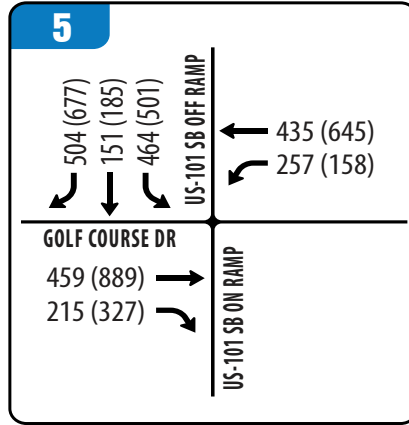 5
504 (677)
151 (185)
464 (501)
US-101 SB OFF RAMP
435 (645)
257 (158)
GOLF COURSE DR
459 (889)
215 (327)
US-101 SB ON RAMP